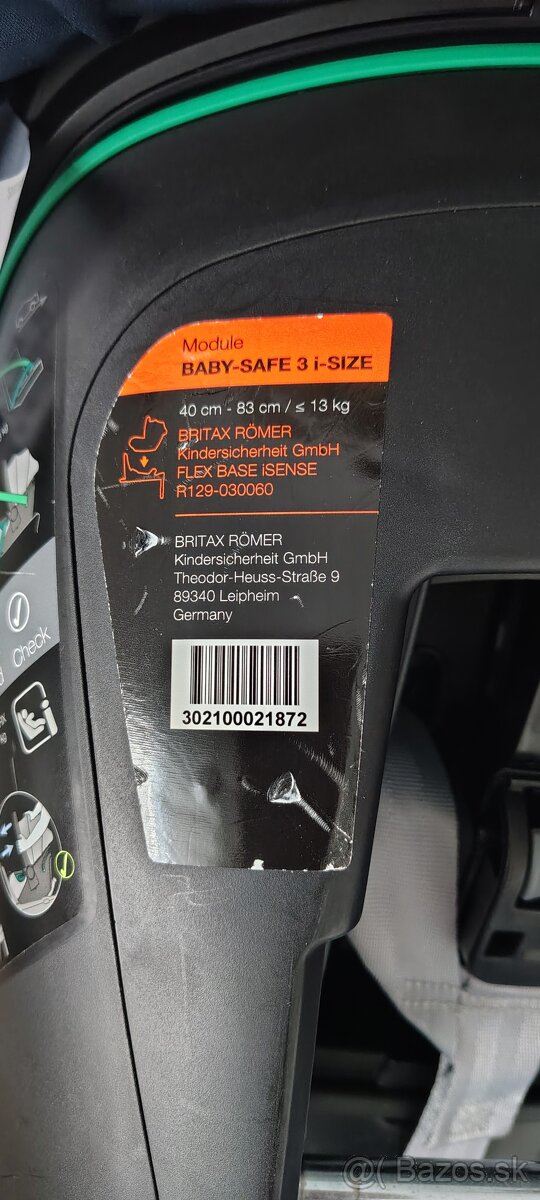 Module
BABY-SAFE 3 i-SIZE
40 cm - 83 cm / ≤ 13 kg
BRITAX RÖMER
Kindersicherheit GmbH
FLEX BASE iSENSE
R129-030060
BRITAX RÖMER
Kindersicherheit GmbH
Theodor-Heuss-Straße 9
89340 Leipheim
Germany
302100021872
Check
Bazos.sk